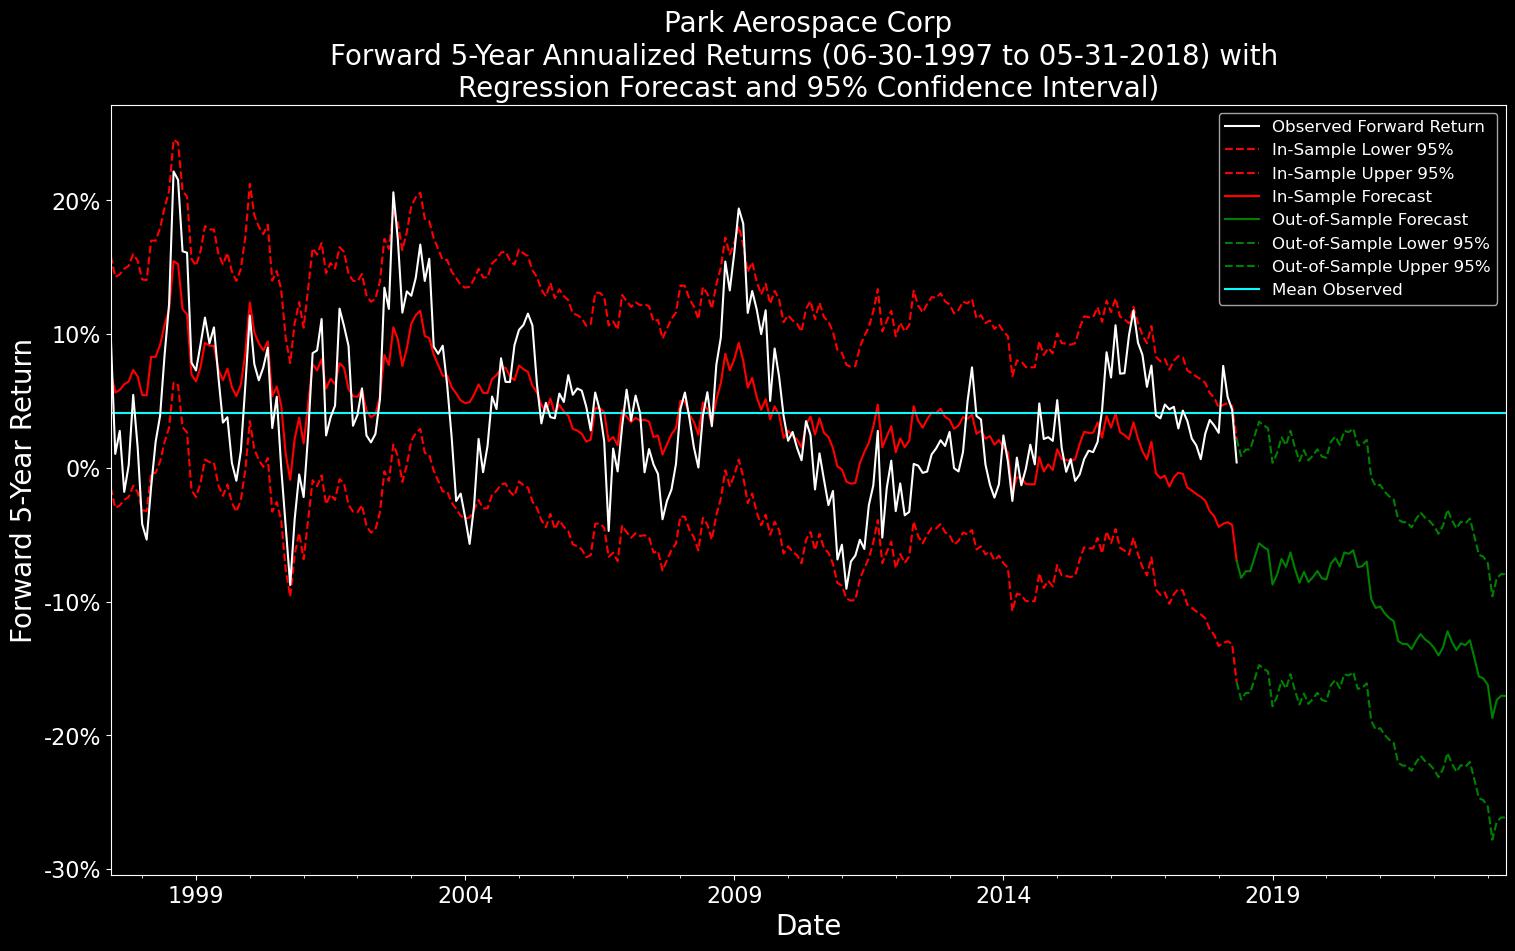 Park Aerospace Corp
Forward 5-Year Annualized Returns (06-30-1997 to 05-31-2018) with
Regression Forecast and 95% Confidence Interval)
Observed Forward Return
In-Sample Lower 95%
In-Sample Upper 95%
In-Sample Forecast
Out-of-Sample Forecast
Out-of-Sample Lower 95%
Out-of-Sample Upper 95%
Mean Observed
Forward 5-Year Return
20%
10%
0%
-10%
-20%
-30%
1999
2004
2009
2014
2019
Date